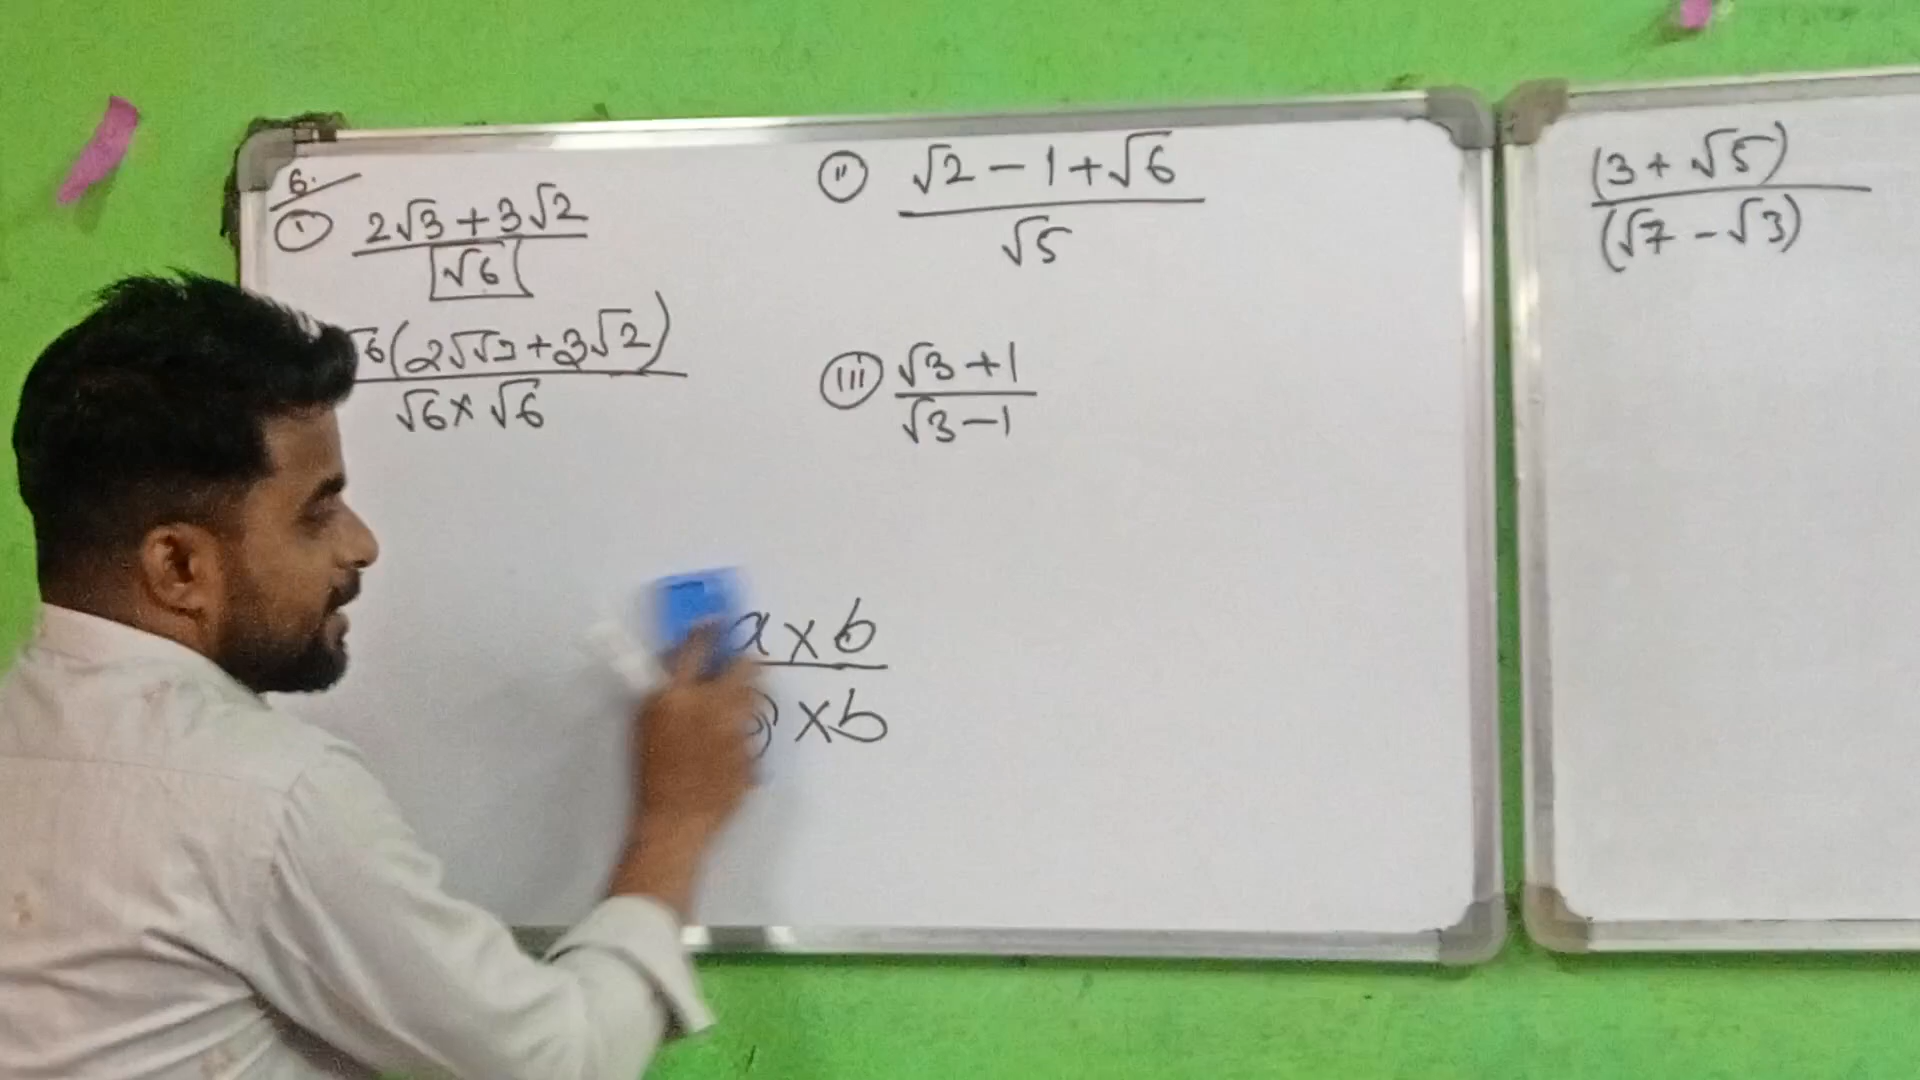 6.
(i) 2√3 + 3√2
√6
√6(2√√3 + 3√2)
√6 × √6
(ii) √2 - 1 + √6
√5
(iii) √3 + 1
√3 - 1
a × b
× b
(3 + √5)
(√7 - √3)